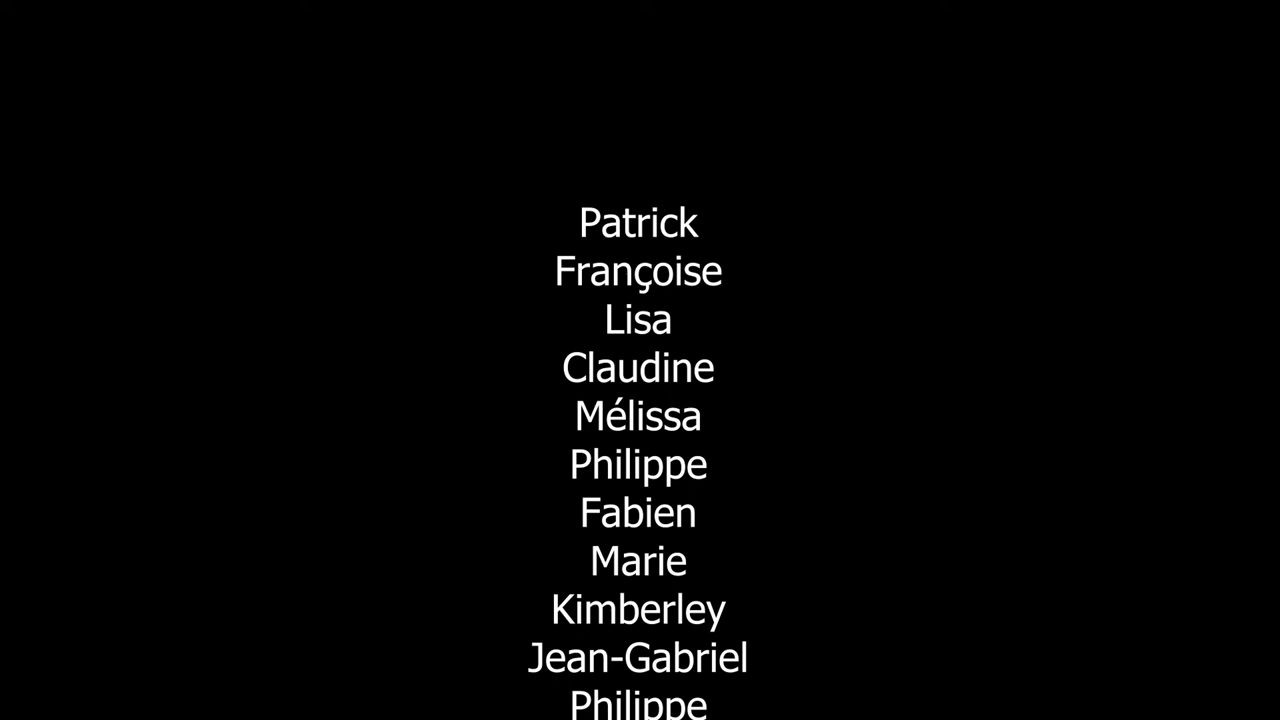 Patrick
Françoise
Lisa
Claudine
Mélissa
Philippe
Fabien
Marie
Kimberley
Jean-Gabriel
Philippe